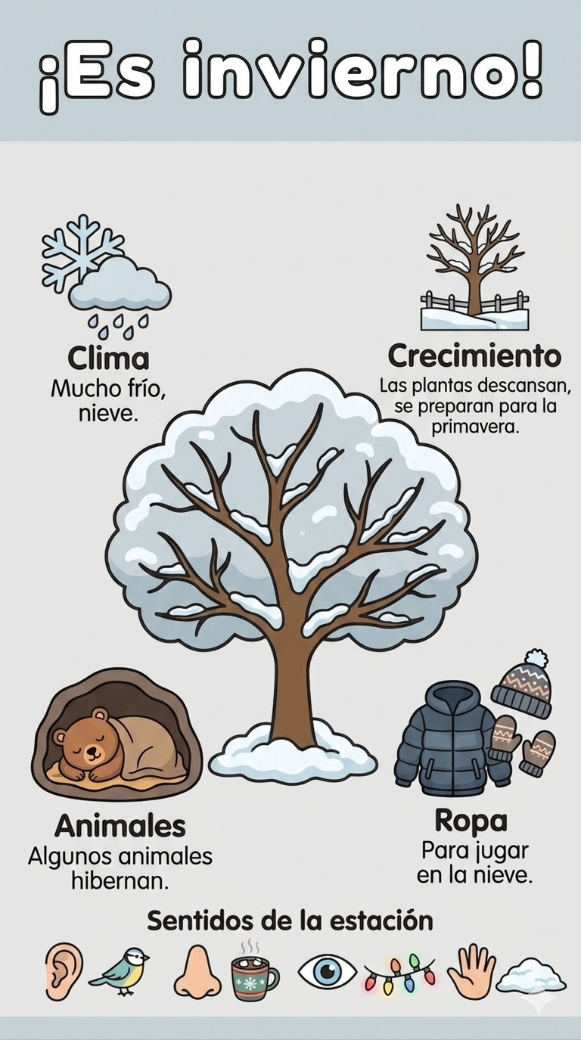 ¡Es invierno!
Clima
Mucho frío,
nieve.
Crecimiento
Las plantas descansan,
se preparan para la
primavera.
Animales
Algunos animales
hibernan.
Ropa
Para jugar
en la nieve.
Sentidos de la estación